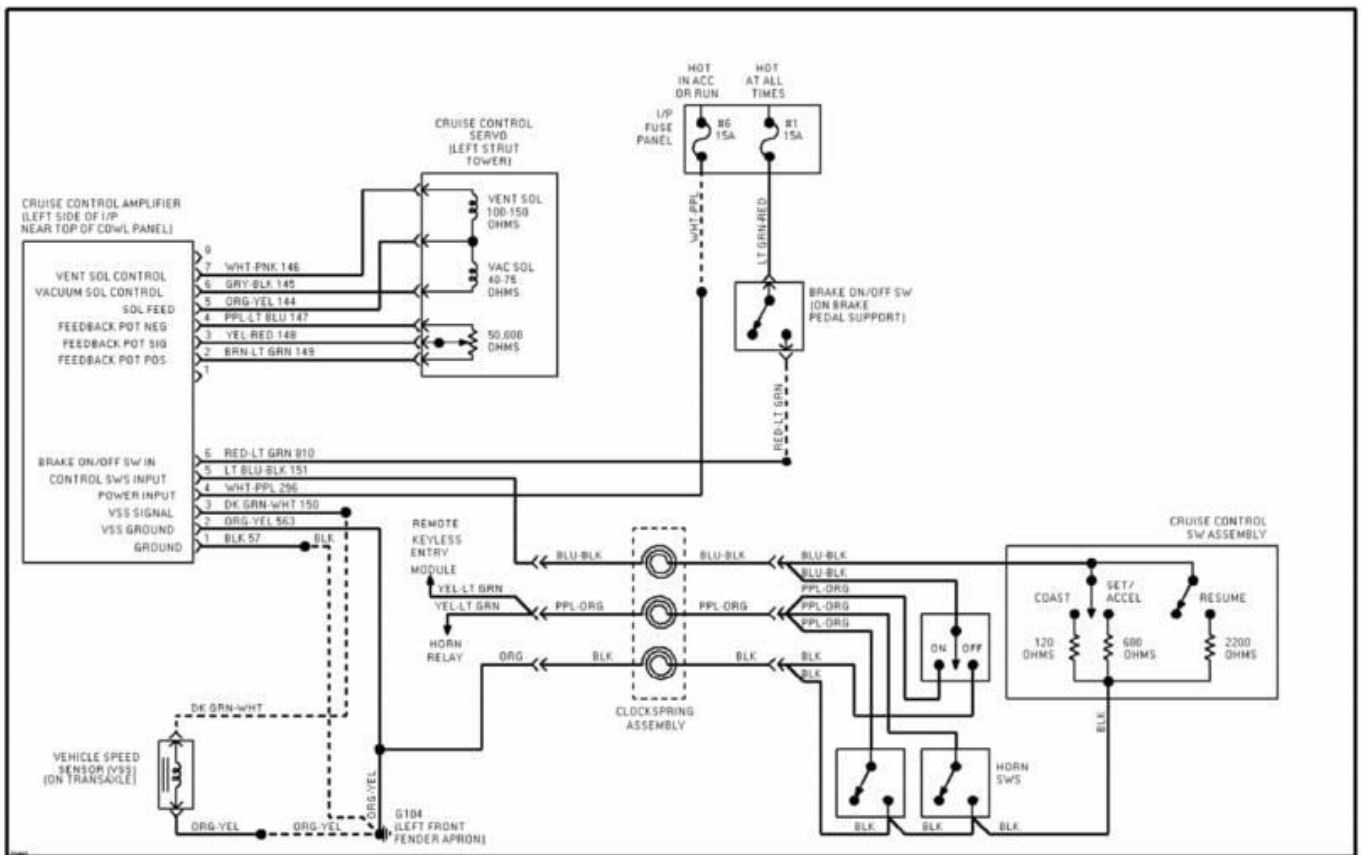 HOT
IN ACC
OR RUN
HOT
AT ALL
TIMES
I/P
FUSE
PANEL
#6
15A
#1
15A
CRUISE CONTROL
SERVO
(LEFT STRUT
TOWER)
VENT SOL
100-150
OHMS
VAC SOL
40-75
OHMS
50,000
OHMS
WHT-PPL
LT GRN-RED
BRAKE ON/OFF SW
(ON BRAKE
PEDAL SUPPORT)
RED-LT GRN
CRUISE CONTROL AMPLIFIER
(LEFT SIDE OF I/P
NEAR TOP OF COWL PANEL)
9
VENT SOL CONTROL 7 WHT-PNK 146
VACUUM SOL CONTROL 6 GRY-BLK 145
SOL FEED 5 ORG-YEL 144
FEEDBACK POT NEG 4 PPL-LT BLU 147
FEEDBACK POT SIG 3 YEL-RED 148
FEEDBACK POT POS 2 BRN-LT GRN 149
1
BRAKE ON/OFF SW IN 6 RED-LT GRN 810
CONTROL SWS INPUT 5 LT BLU-BLK 151
POWER INPUT 4 WHT-PPL 296
VSS SIGNAL 3 DK GRN-WHT 150
VSS GROUND 2 ORG-YEL 563
GROUND 1 BLK 57 BLK
REMOTE
KEYLESS
ENTRY
MODULE
YEL-LT GRN
YEL-LT GRN
HORN
RELAY
BLU-BLK BLU-BLK BLU-BLK
BLU-BLK
PPL-ORG PPL-ORG PPL-ORG
PPL-ORG
PPL-ORG
ORG BLK BLK BLK
BLK
CLOCKSPRING
ASSEMBLY
ON OFF
CRUISE CONTROL
SW ASSEMBLY
COAST
SET/
ACCEL
RESUME
120
OHMS
680
OHMS
2200
OHMS
BLK
HORN
SWS
BLK BLK BLK
DK GRN-WHT
VEHICLE SPEED
SENSOR (VSS)
(ON TRANSAXLE)
ORG-YEL ORG-YEL
ORG-YEL
G104
(LEFT FRONT
FENDER APRON)